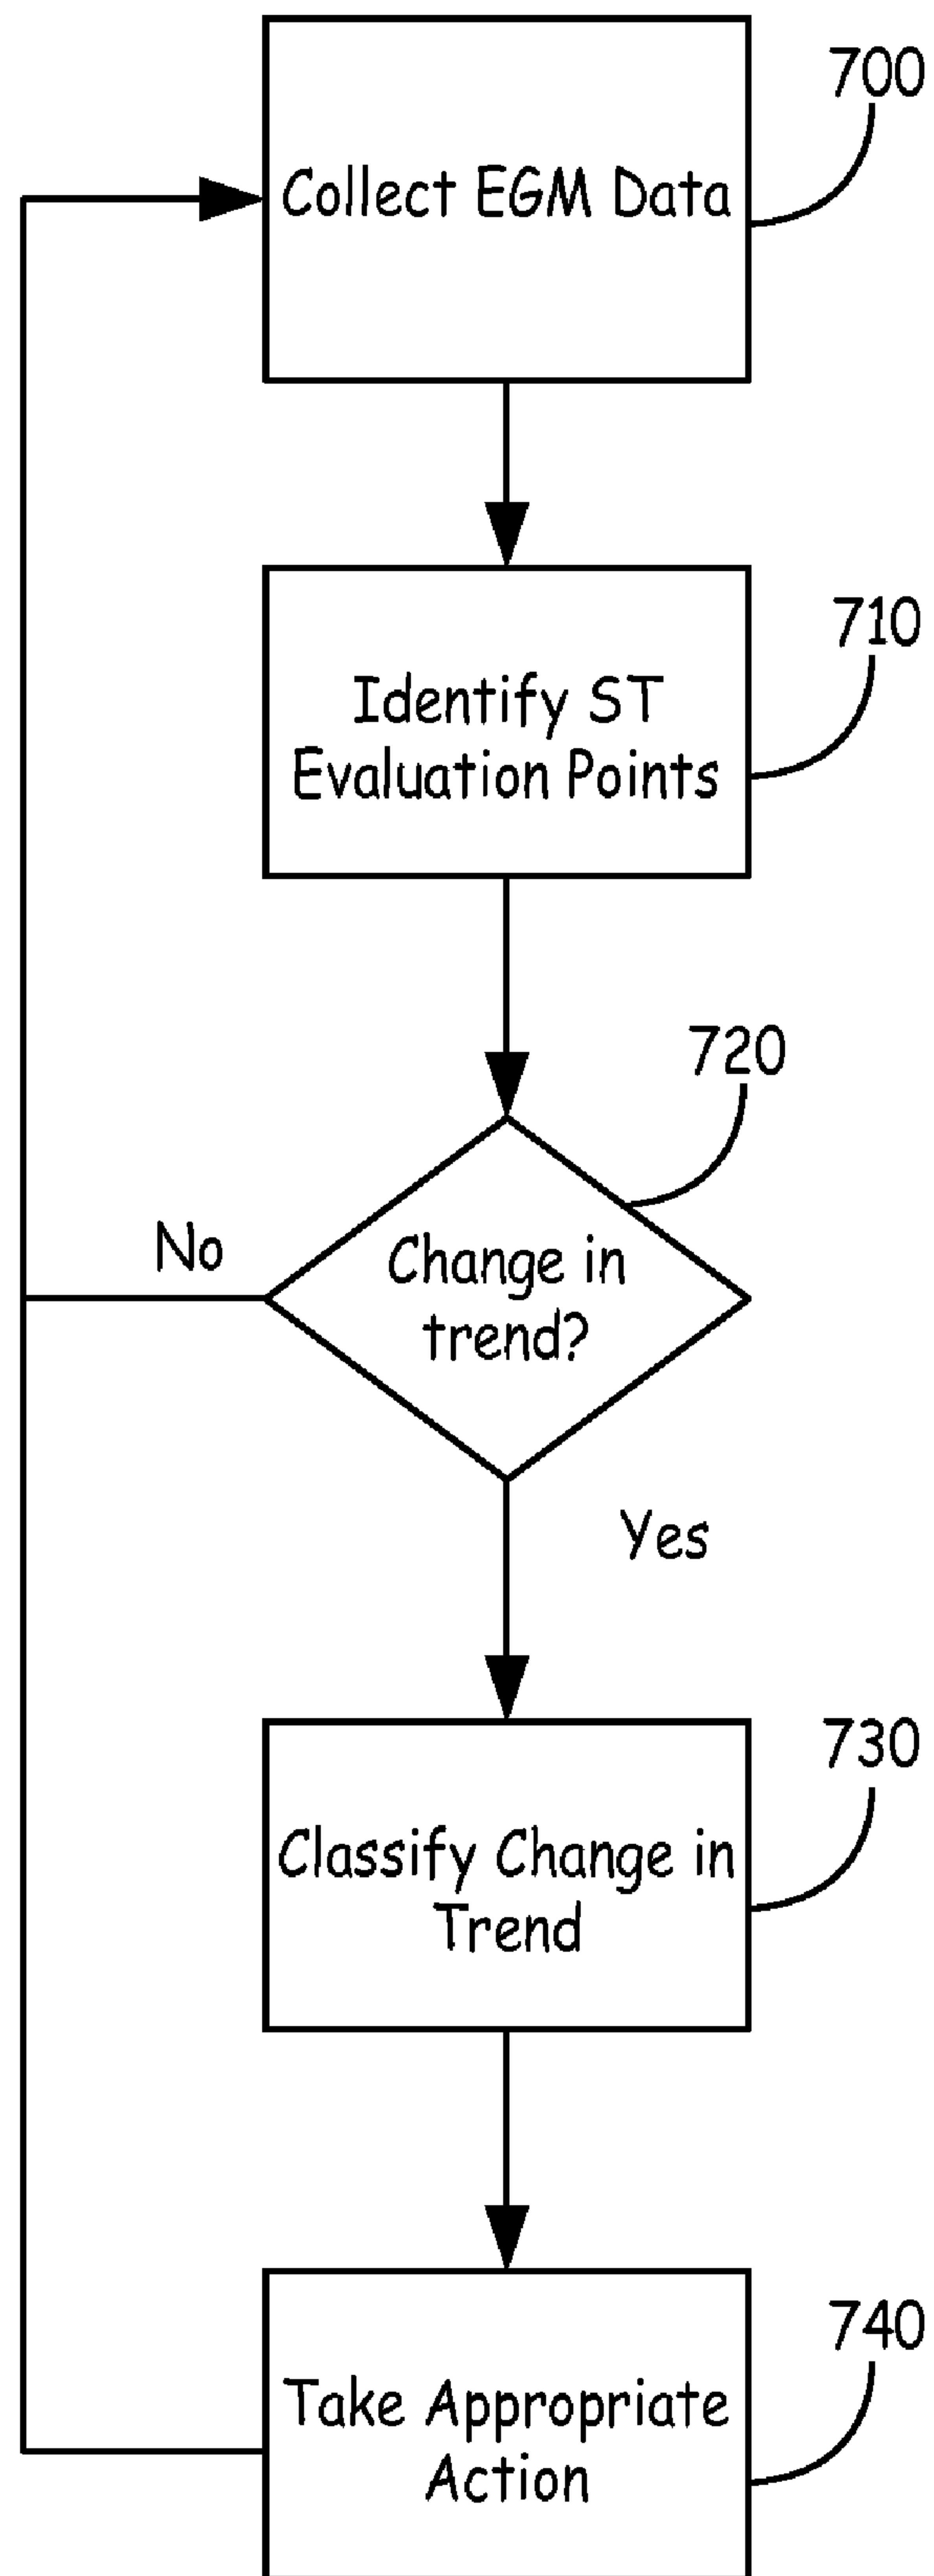 700
Collect EGM Data
710
Identify ST
Evaluation Points
720
No
Change in
trend?
Yes
730
Classify Change in
Trend
740
Take Appropriate
Action